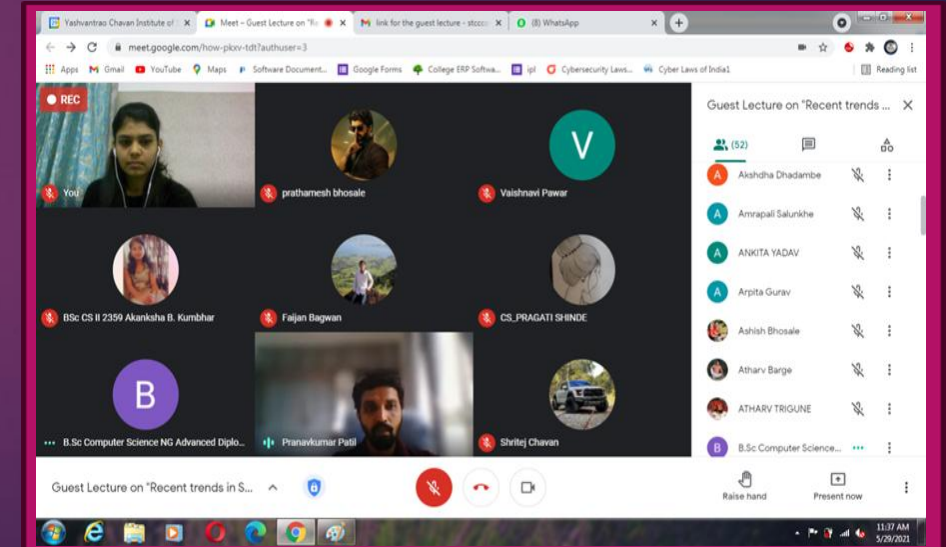 Yashvantrao Chavan Institute of
Meet – Guest Lecture on "Re
link for the guest lecture - stccc
(8) WhatsApp
meet.google.com/how-pkxv-tdt?authuser=3
Apps Gmail YouTube Maps Software Document... Google Forms College ERP Softwa... ipl Cybersecurity Laws... Cyber Laws of India1 Reading list
REC
You
prathamesh bhosale
V
Vaishnavi Pawar
BSc CS II 2359 Akanksha B. Kumbhar
Faijan Bagwan
CS_PRAGATI SHINDE
B
B.Sc Computer Science NG Advanced Diplo...
Pranavkumar Patil
Shritej Chavan
Guest Lecture on "Recent trends ...
(52)
A Akshdha Dhadambe
A Amrapali Salunkhe
A ANKITA YADAV
A Arpita Gurav
Ashish Bhosale
Atharv Barge
ATHARV TRIGUNE
B B.Sc Computer Science...
Guest Lecture on "Recent trends in S...
Raise hand
Present now
11:37 AM
5/29/2021